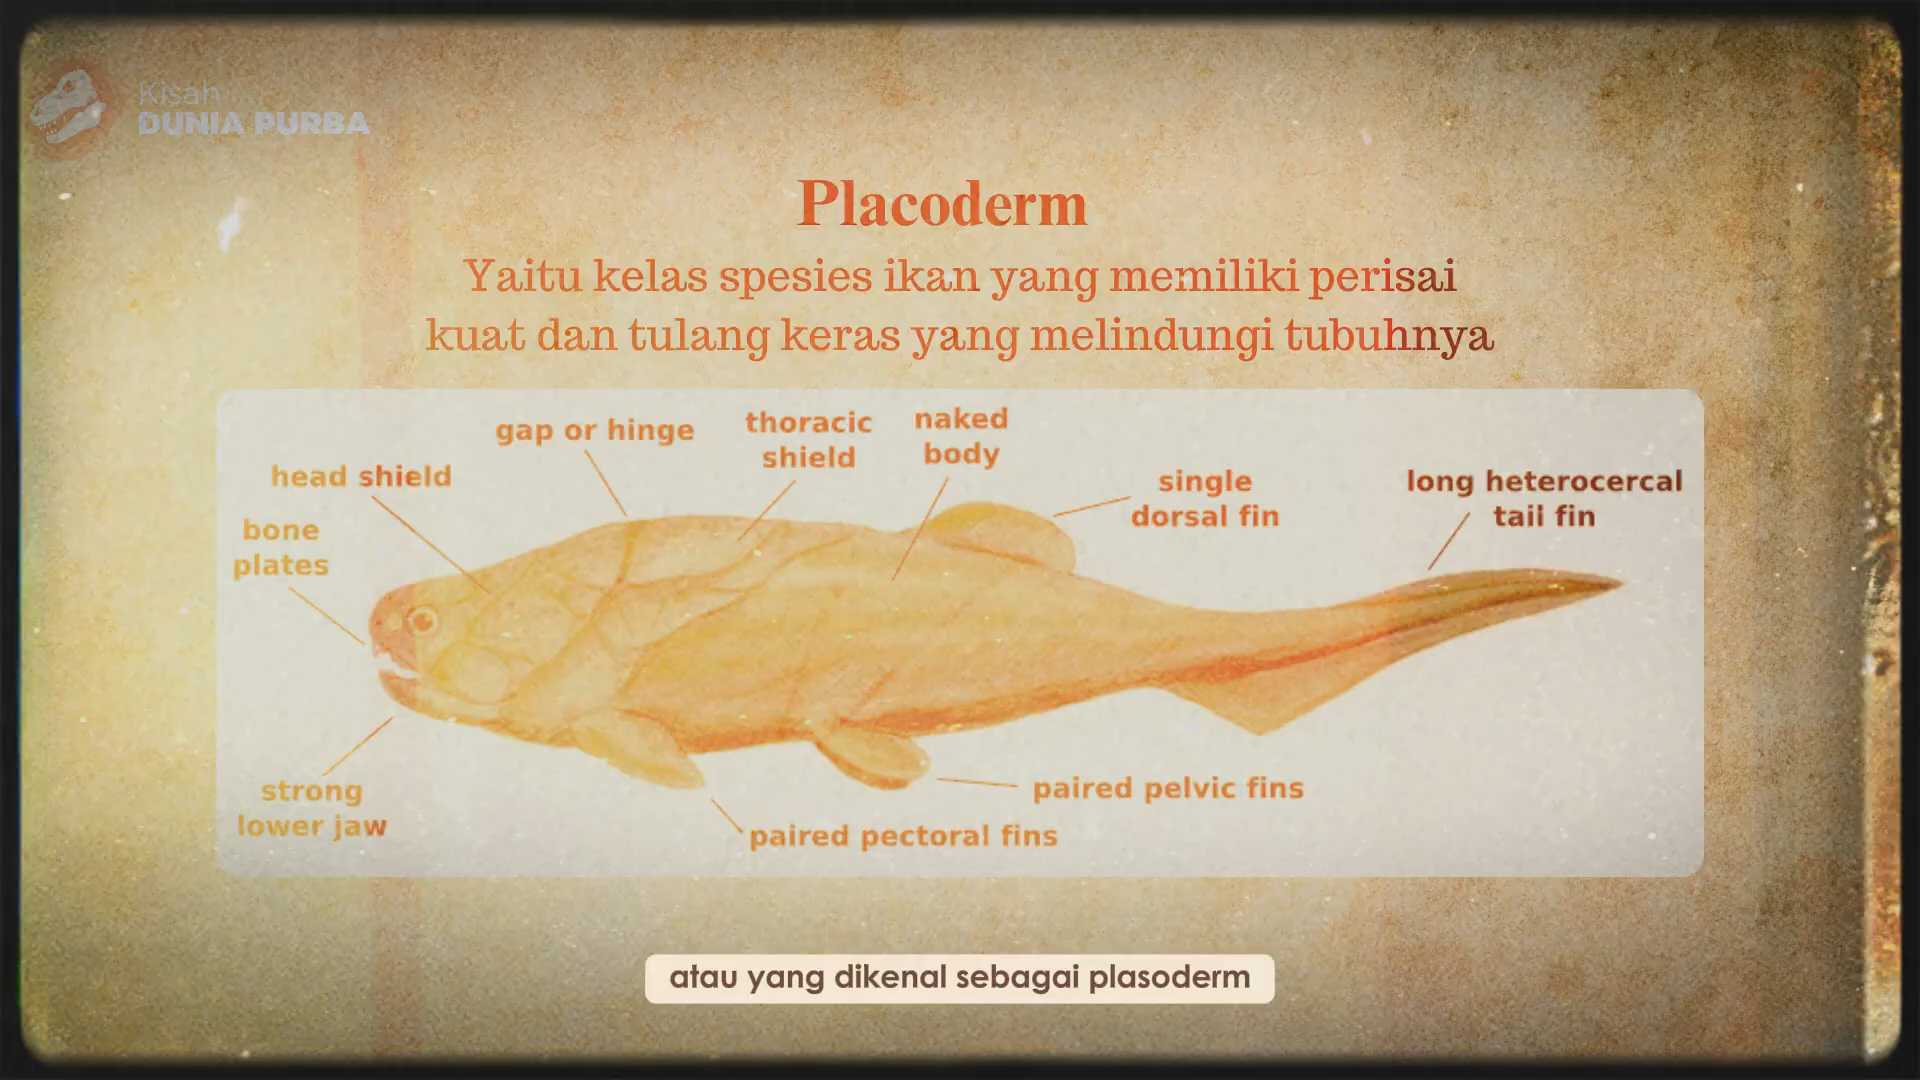 Kisah
DUNIA PURBA
Placoderm
Yaitu kelas spesies ikan yang memiliki perisai
kuat dan tulang keras yang melindungi tubuhnya
gap or hinge
thoracic
shield
naked
body
head shield
single
dorsal fin
long heterocercal
tail fin
bone
plates
strong
lower jaw
paired pelvic fins
paired pectoral fins
atau yang dikenal sebagai plasoderm